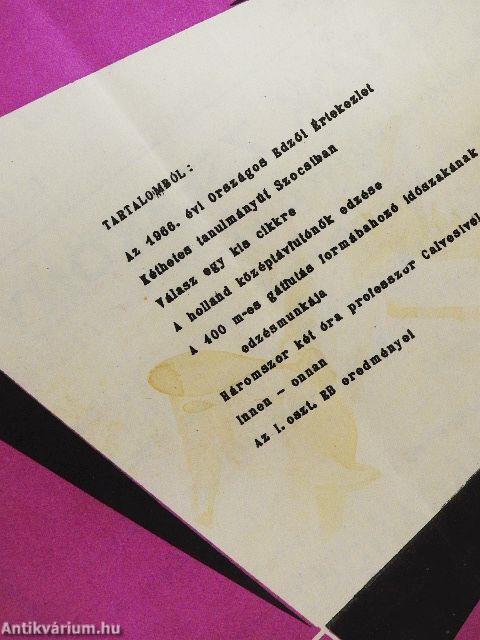 TARTALOMBÓL:
Az 1966. évi Országos Edzői Értekezlet
Kéthetes tanulmányút Szocsiban
Válasz egy kis cikkre
A holland középtávfutónők edzése
A 400 m-es gátfutás formábahozó időszakának
edzésmunkája
Háromszor két óra professzor Calvesivel
Innen - onnan
Az I. oszt. EB eredményei
Antikvárium.hu